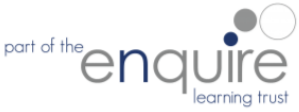 part of the
enquire
learning trust